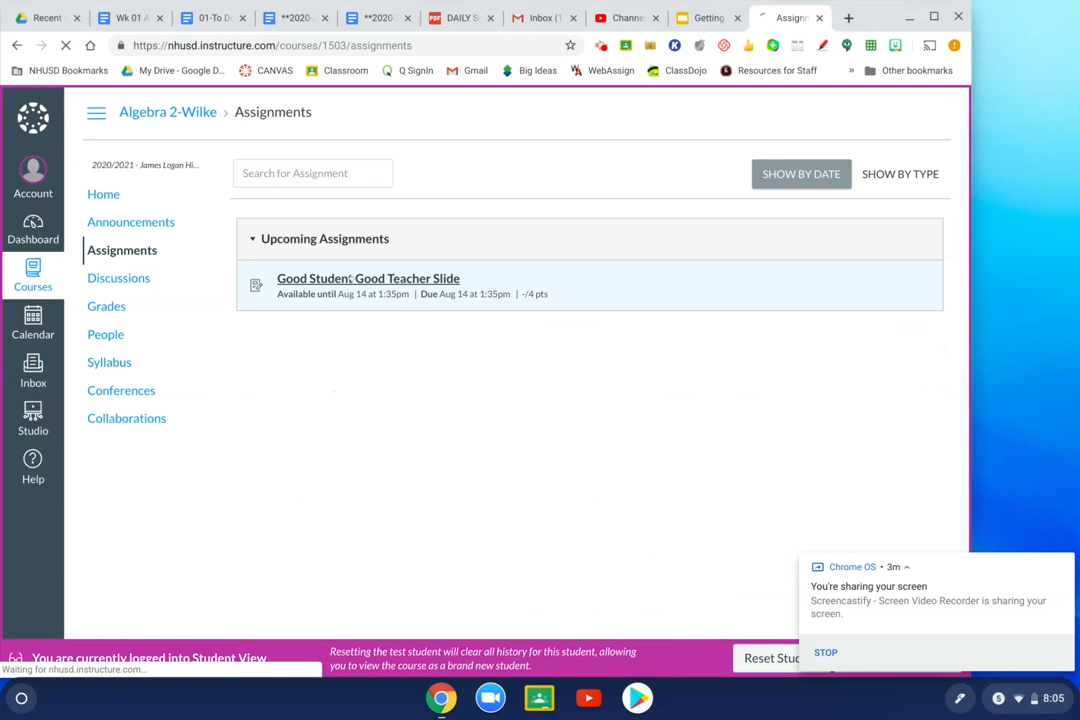 Recent -
Wk 01 A
01-To D
**2020-
**2020-
DAILY S
Inbox (1
Channe
Getting
Assignm
https://nhusd.instructure.com/courses/1503/assignments
NHUSD Bookmarks
My Drive - Google D...
CANVAS
Classroom
Q SignIn
Gmail
Big Ideas
WebAssign
ClassDojo
Resources for Staff
»
Other bookmarks
Algebra 2-Wilke › Assignments
Account
Dashboard
Courses
Calendar
Inbox
Studio
Help
2020/2021 - James Logan Hi...
Home
Announcements
Assignments
Discussions
Grades
People
Syllabus
Conferences
Collaborations
Search for Assignment
SHOW BY DATE
SHOW BY TYPE
Upcoming Assignments
Good Student Good Teacher Slide
Available until Aug 14 at 1:35pm | Due Aug 14 at 1:35pm | -/4 pts
Chrome OS • 3m
You're sharing your screen
Screencastify - Screen Video Recorder is sharing your
screen.
STOP
You are currently logged into Student View
Waiting for nhusd.instructure.com...
Resetting the test student will clear all history for this student, allowing
you to view the course as a brand new student.
Reset Stud
5
8:05